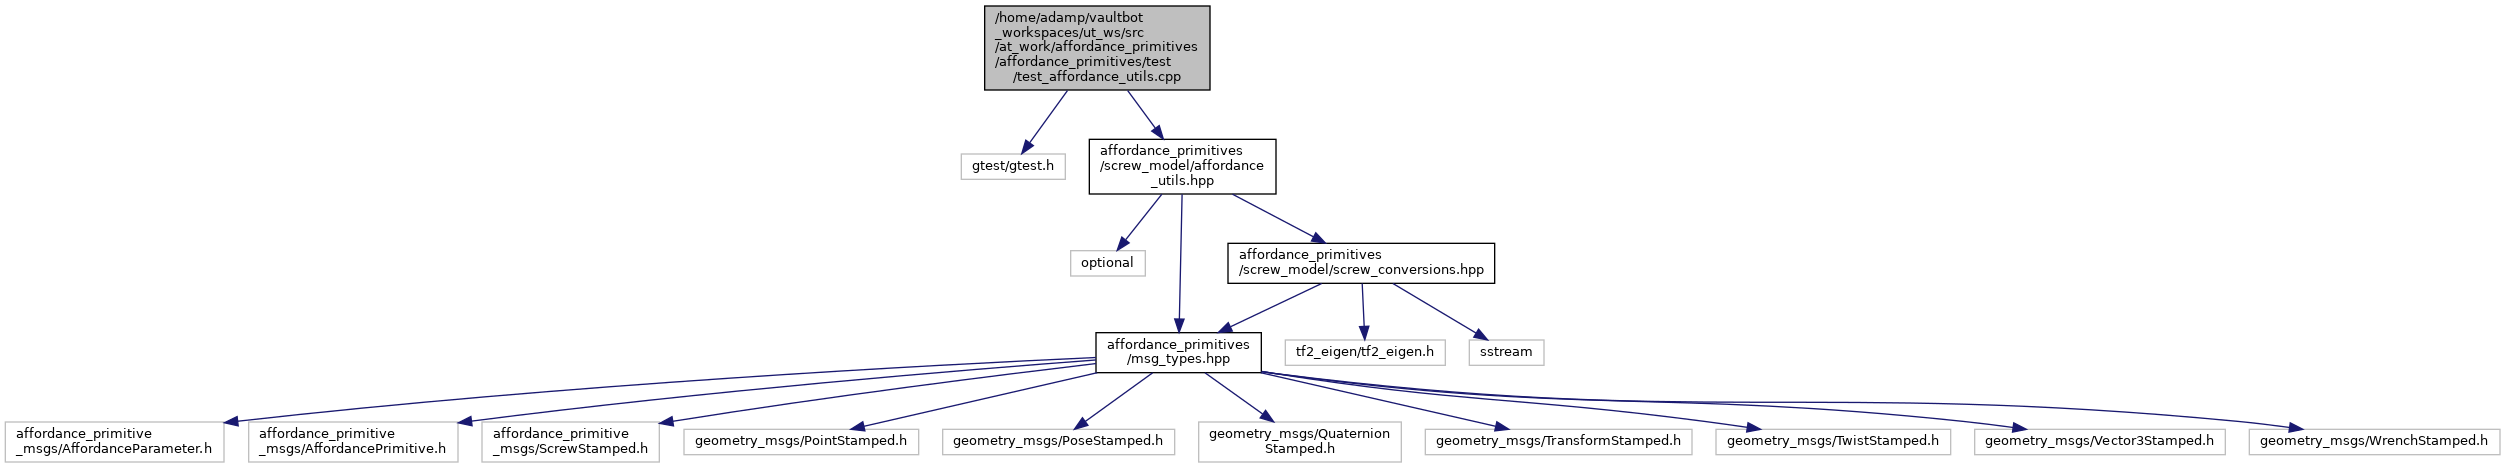 /home/adamp/vaultbot
_workspaces/ut_ws/src
/at_work/affordance_primitives
/affordance_primitives/test
/test_affordance_utils.cpp
gtest/gtest.h
affordance_primitives
/screw_model/affordance
_utils.hpp
optional
affordance_primitives
/screw_model/screw_conversions.hpp
affordance_primitives
/msg_types.hpp
tf2_eigen/tf2_eigen.h
sstream
affordance_primitive
_msgs/AffordanceParameter.h
affordance_primitive
_msgs/AffordancePrimitive.h
affordance_primitive
_msgs/ScrewStamped.h
geometry_msgs/PointStamped.h
geometry_msgs/PoseStamped.h
geometry_msgs/Quaternion
Stamped.h
geometry_msgs/TransformStamped.h
geometry_msgs/TwistStamped.h
geometry_msgs/Vector3Stamped.h
geometry_msgs/WrenchStamped.h